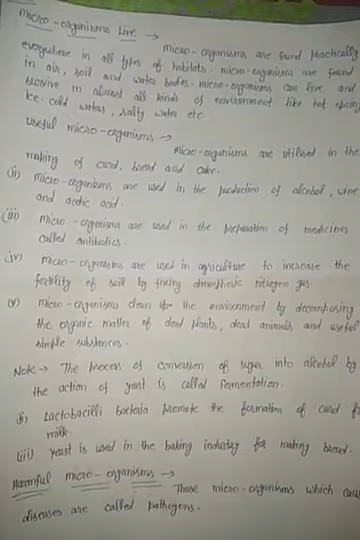 Micro-organisms Live →
Micro-organisms are found practically
everywhere in all types of habitats. micro-organisms are found
in air, soil and water bodies. micro-organisms can live and
survive in almost all kinds of environment like hot spring
ice-cold waters, salty water etc
useful micro-organisms →
Micro-organisms are utilised in the
making of curd, bread and cake.
(ii) Micro-organisms are used in the production of alcohol, wine
and acetic acid.
(iii) Micro-organisms are used in the preparation of medicines
called antibiotics.
(iv) Micro-organisms are used in agriculture to increase the
fertility of soil by fixing atmospheric nitrogen gas.
(v) Micro-organisms clean up the environment by decomposing
the organic matter of dead plants, dead animals and useful
simple substances.
Note → The process of conversion of sugar into alcohol by
the action of yeast is called fermentation.
Lactobacilli bacteria promote the formation of curd
milk.
(iii) yeast is used in the baking industry for making bread.
Harmful micro-organisms →
Those micro-organisms which
diseases are called pathogens.